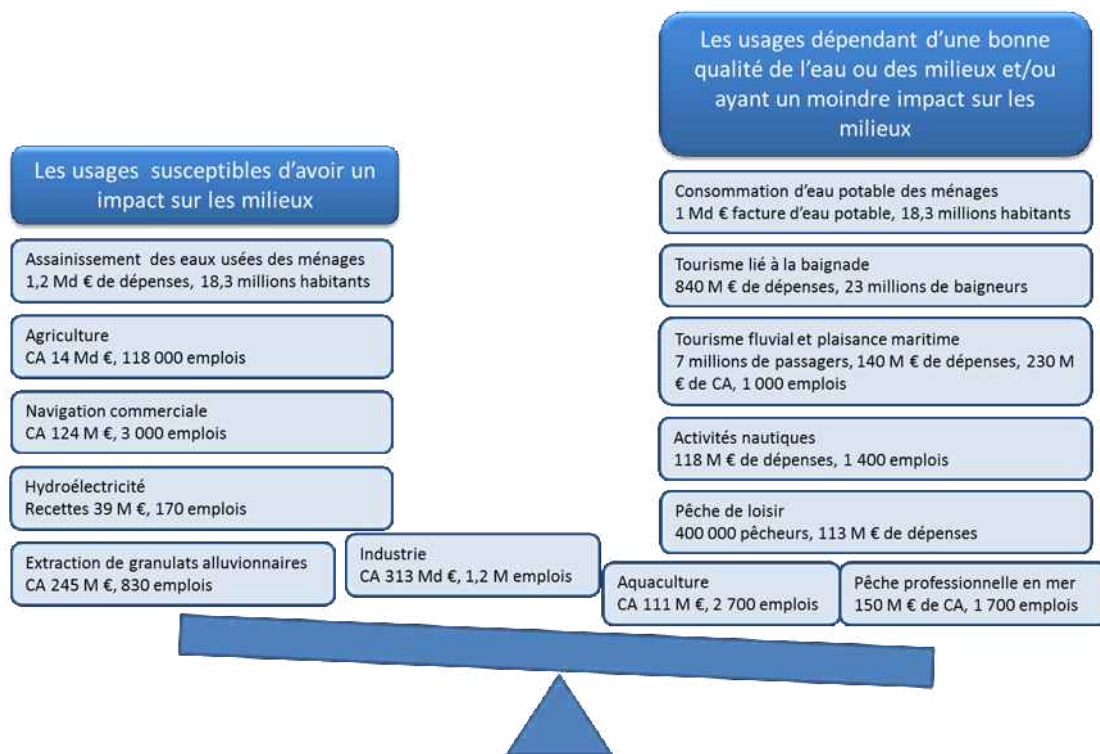 Les usages dépendant d'une bonne
qualité de l'eau ou des milieux et/ou
ayant un moindre impact sur les
milieux
Les usages susceptibles d'avoir un
impact sur les milieux
Assainissement des eaux usées des ménages
1,2 Md € de dépenses, 18,3 millions habitants
Agriculture
CA 14 Md €, 118 000 emplois
Navigation commerciale
CA 124 M €, 3 000 emplois
Hydroélectricité
Recettes 39 M €, 170 emplois
Extraction de granulats alluvionnaires
CA 245 M €, 830 emplois
Industrie
CA 313 Md €, 1,2 M emplois
Consommation d'eau potable des ménages
1 Md € facture d'eau potable, 18,3 millions habitants
Tourisme lié à la baignade
840 M € de dépenses, 23 millions de baigneurs
Tourisme fluvial et plaisance maritime
7 millions de passagers, 140 M € de dépenses, 230 M
€ de CA, 1 000 emplois
Activités nautiques
118 M € de dépenses, 1 400 emplois
Pêche de loisir
400 000 pêcheurs, 113 M € de dépenses
Aquaculture
CA 111 M €, 2 700 emplois
Pêche professionnelle en mer
150 M € de CA, 1 700 emplois